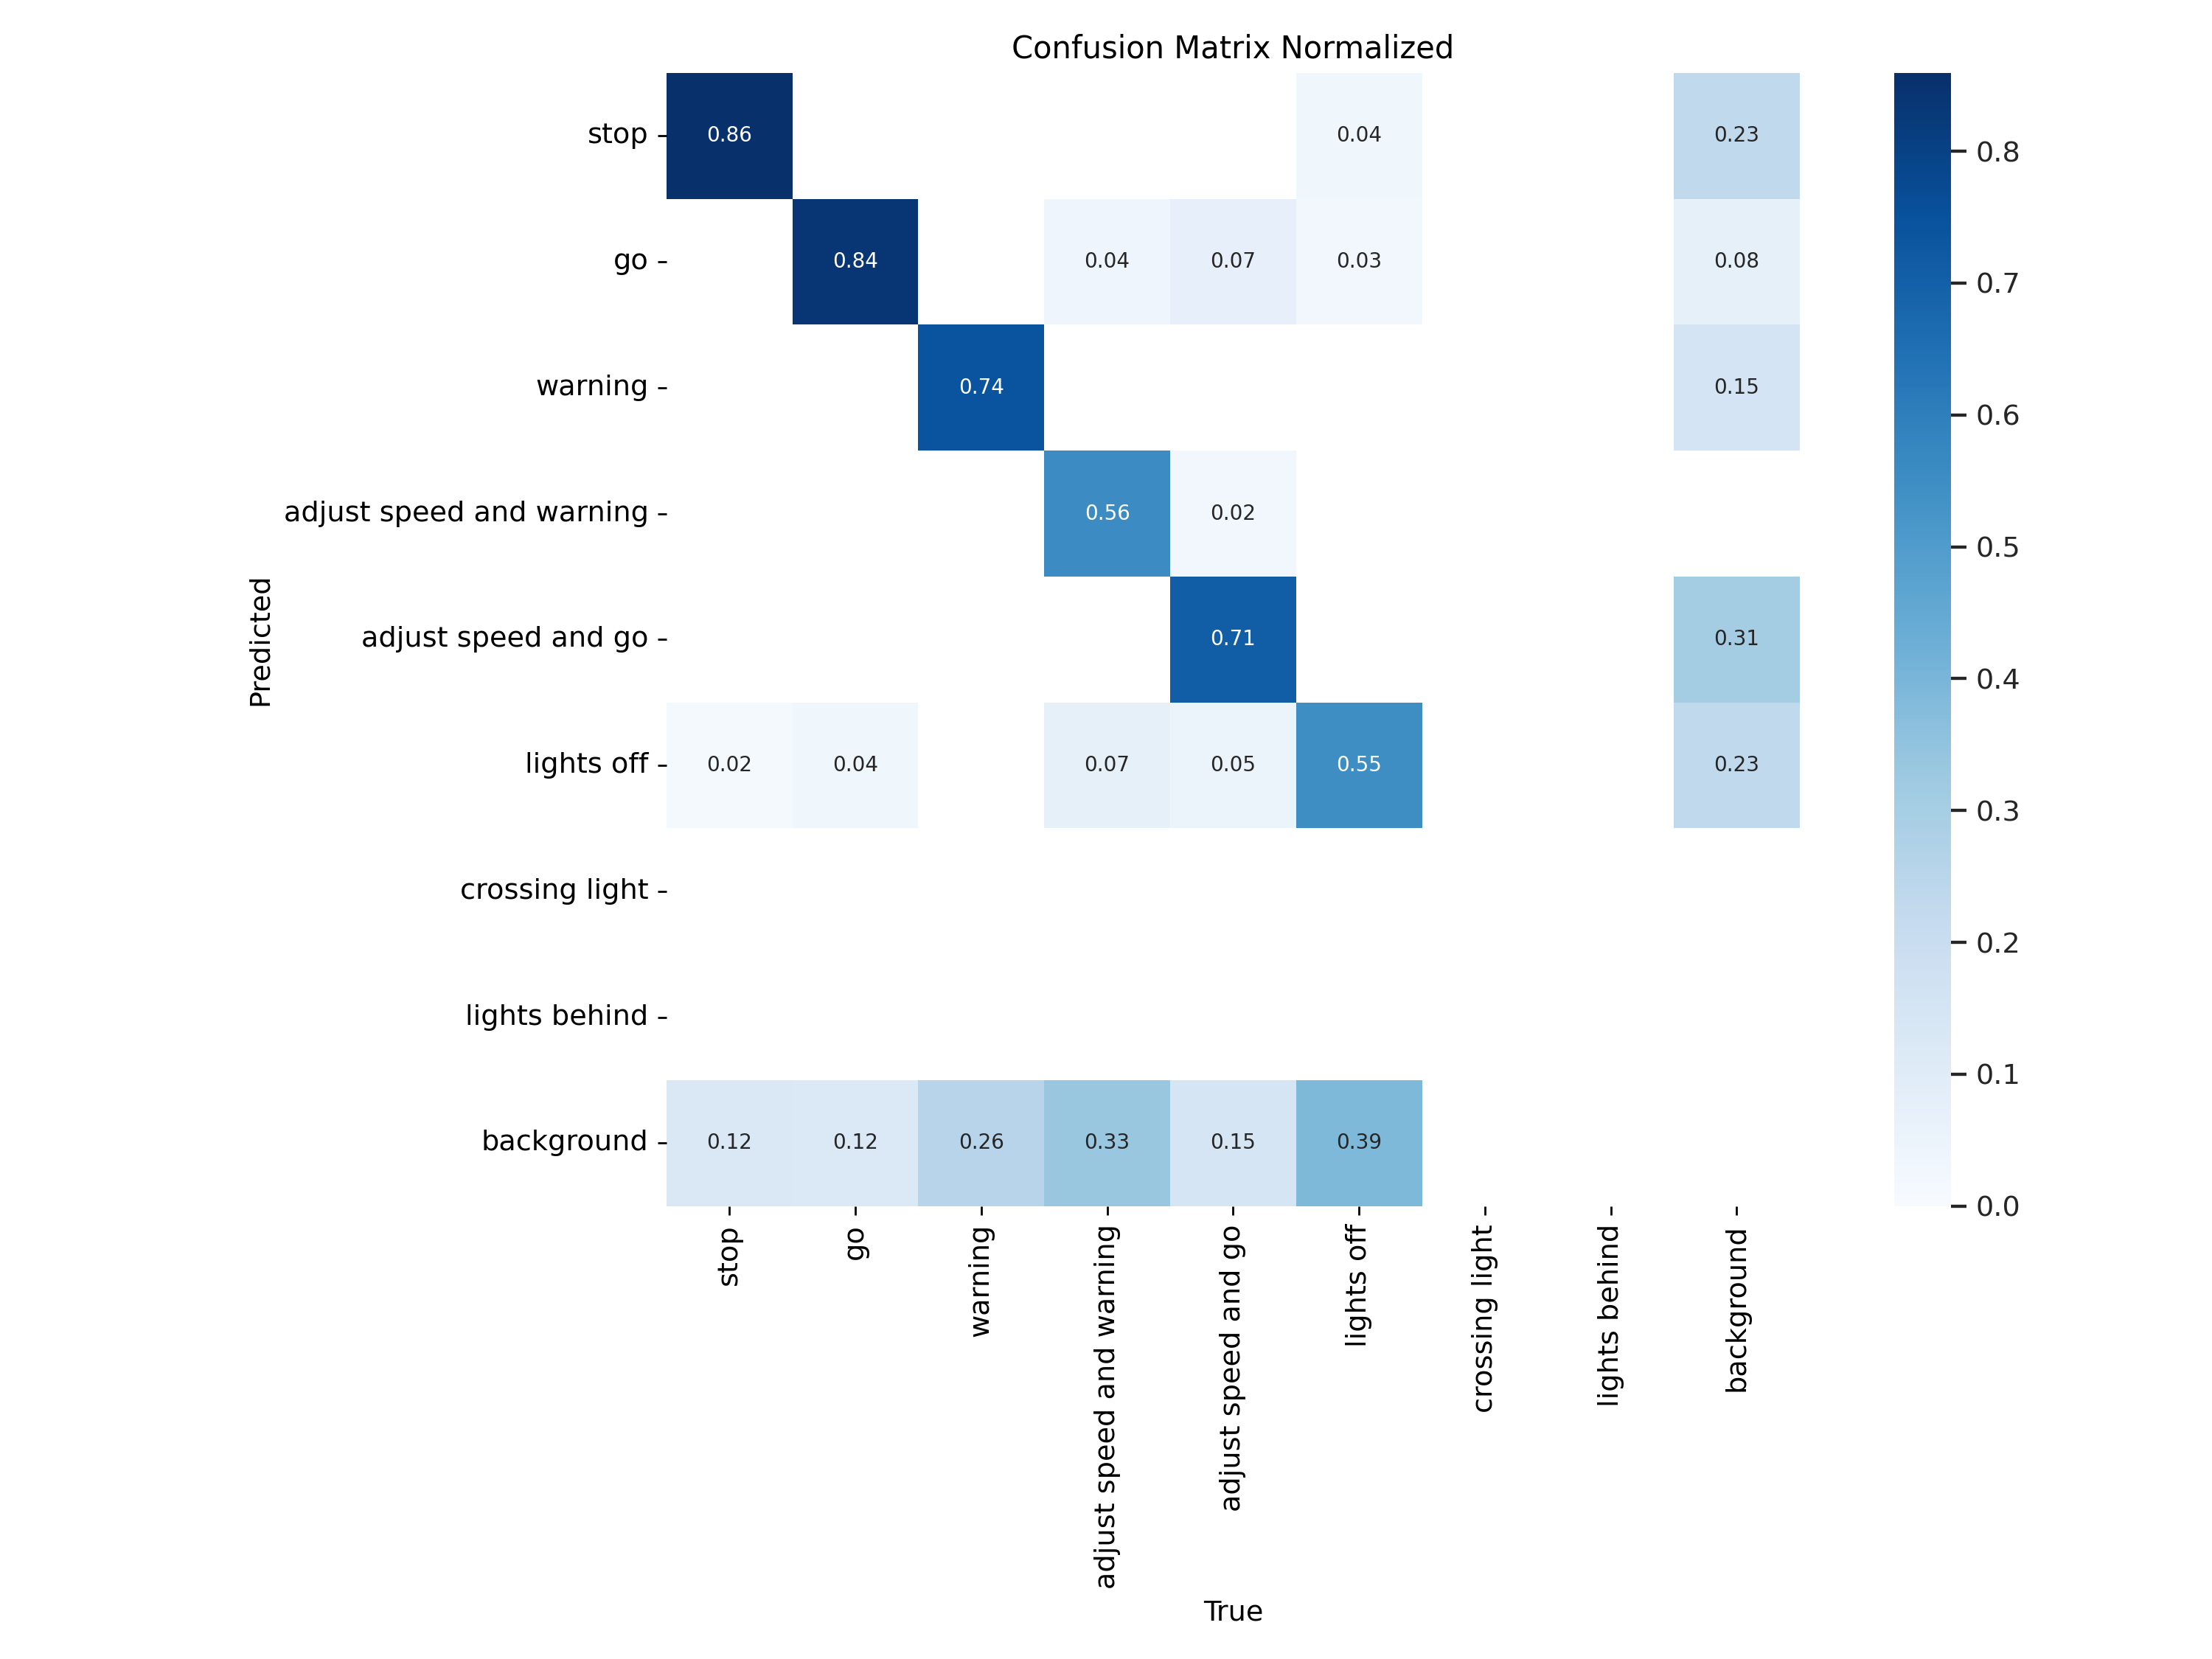 Confusion Matrix Normalized
stop
0.86
0.04
0.23
0.8
go
0.84
0.04
0.07
0.03
0.08
0.7
warning
0.74
0.15
0.6
adjust speed and warning
0.56
0.02
0.5
Predicted
adjust speed and go
0.71
0.31
0.4
lights off
0.02
0.04
0.07
0.05
0.55
0.23
0.3
crossing light
0.2
lights behind
0.1
background
0.12
0.12
0.26
0.33
0.15
0.39
0.0
stop
go
warning
adjust speed and warning
adjust speed and go
lights off
crossing light
lights behind
background
True